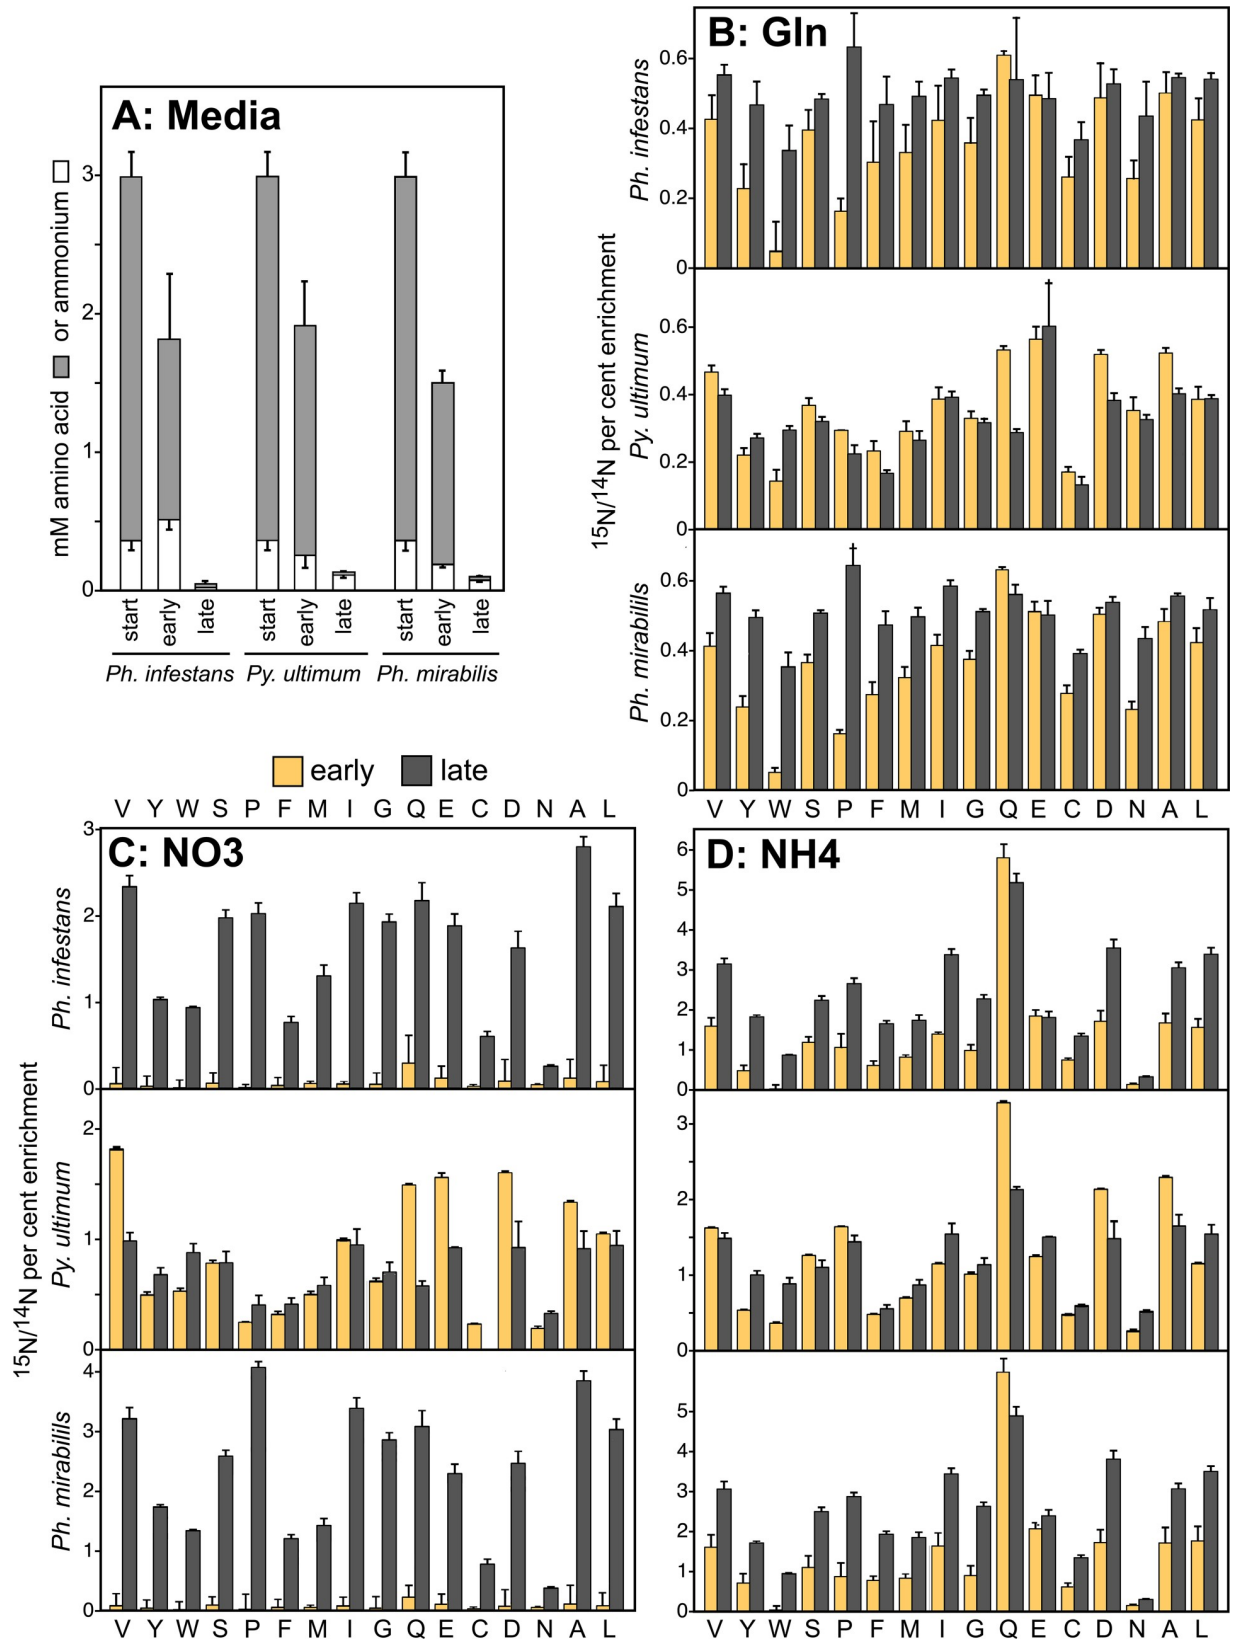 A: Media
mM amino acid or ammonium
3
2
1
0
start early late start early late start early late
Ph. infestans Py. ultimum Ph. mirabilis
B: Gln
15N/14N per cent enrichment
Ph. infestans
0.6
0.4
0.2
0
Py. ultimum
0.6
0.4
0.2
0
Ph. mirabilils
0.6
0.4
0.2
0
V Y W S P F M I G Q E C D N A L
early late
V Y W S P F M I G Q E C D N A L
C: NO3
15N/14N per cent enrichment
Ph. infestans
3
2
1
0
Py. ultimum
2
1
0
Ph. mirabilils
4
3
2
1
0
V Y W S P F M I G Q E C D N A L
D: NH4
6
5
4
3
2
1
0
3
2
1
0
5
4
3
2
1
0
V Y W S P F M I G Q E C D N A L